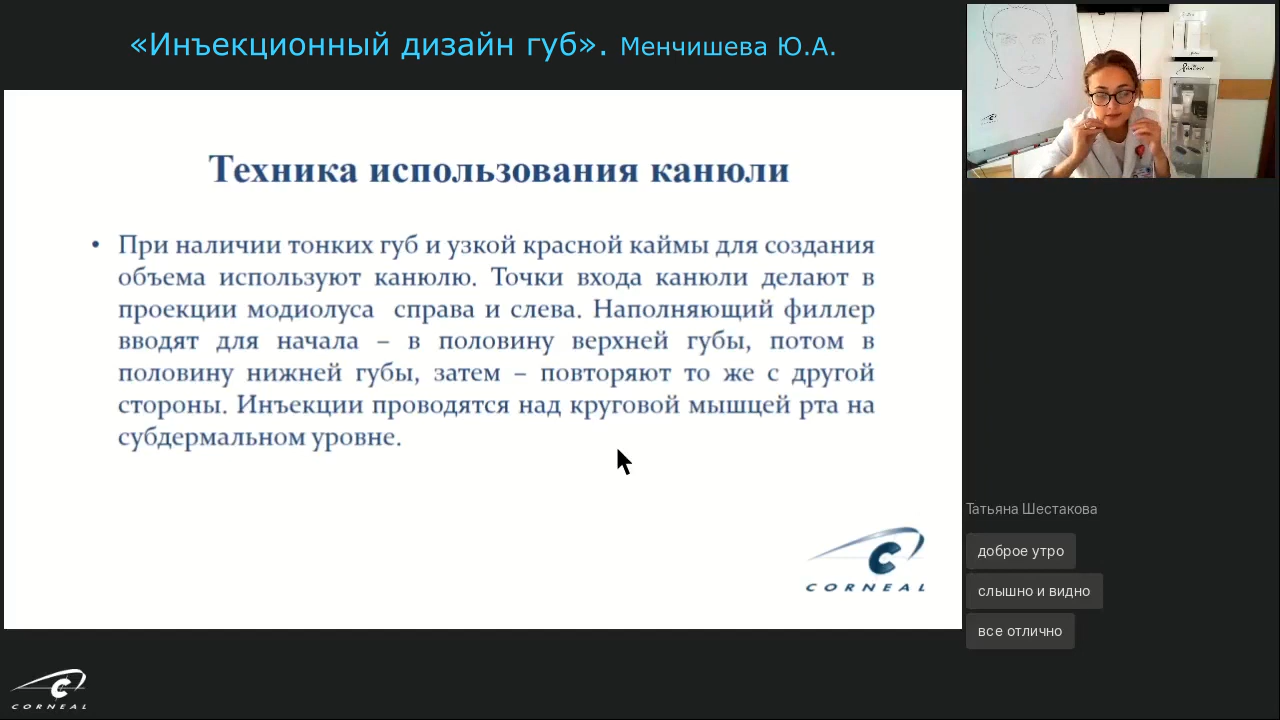 «Инъекционный дизайн губ». Менчишева Ю.А.
Техника использования канюли
• При наличии тонких губ и узкой красной каймы для создания
объема используют канюлю. Точки входа канюли делают в
проекции модиолуса справа и слева. Наполняющий филлер
вводят для начала – в половину верхней губы, потом в
половину нижней губы, затем – повторяют то же с другой
стороны. Инъекции проводятся над круговой мышцей рта на
субдермальном уровне.
CORNEAL
Татьяна Шестакова
доброе утро
слышно и видно
все отлично
CORNEAL